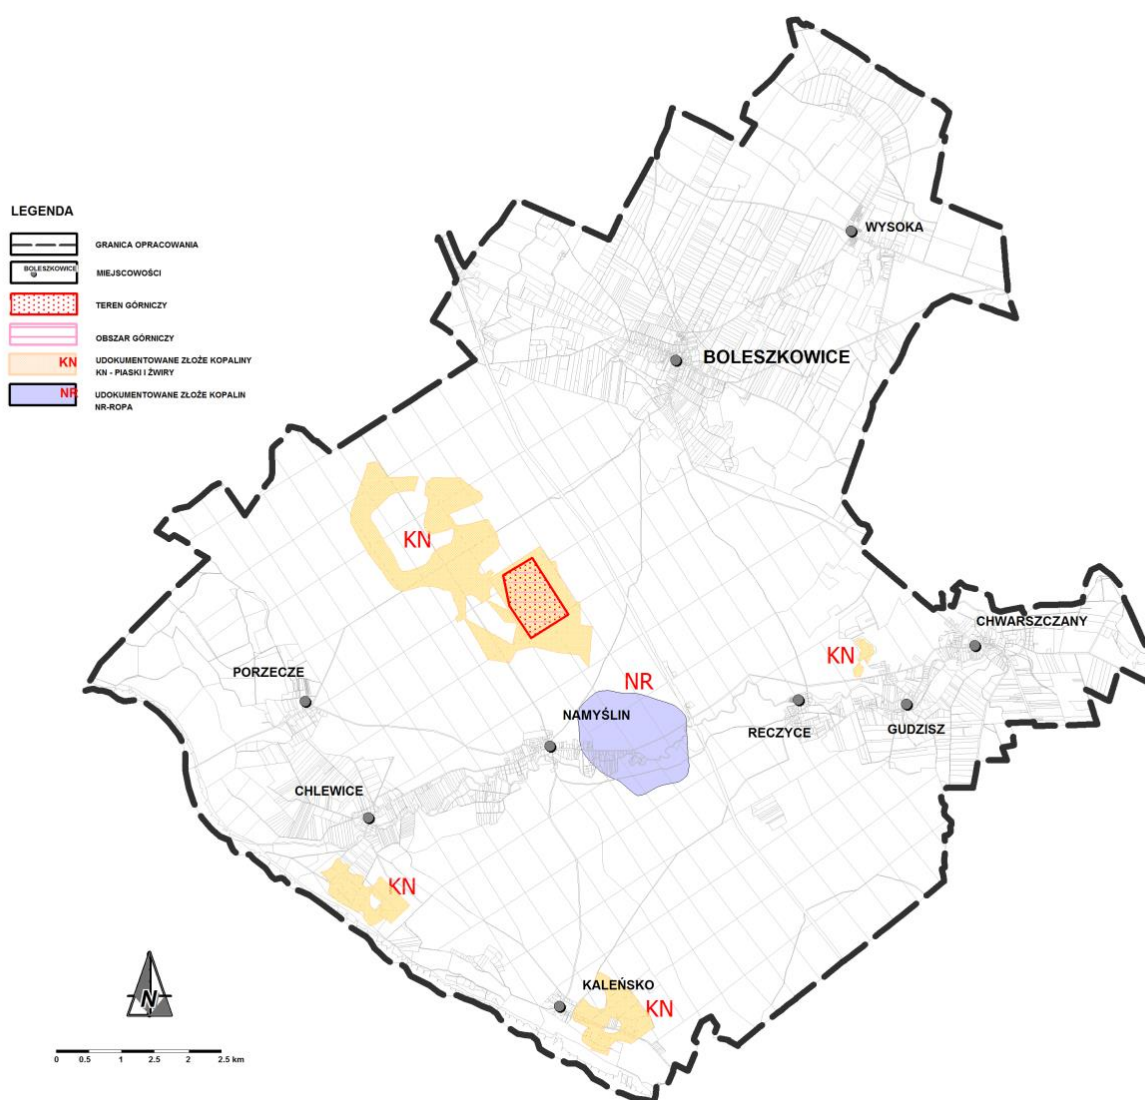 LEGENDA
GRANICA OPRACOWANIA
BOLESZKOWICE
MIEJSCOWOŚCI
TEREN GÓRNICZY
OBSZAR GÓRNICZY
KN
UDOKUMENTOWANE ZŁOŻE KOPALINY
KN - PIASKI I ŻWIRY
NR
UDOKUMENTOWANE ZŁOŻE KOPALIN
NR-ROPA
WYSOKA
BOLESZKOWICE
KN
CHWARSZCZANY
KN
PORZECZE
NR
NAMYŚLIN
RECZYCE
GUDZISZ
CHLEWICE
KN
KALEŃSKO
KN
N
0 0.5 1 2.5 2 2.5 km